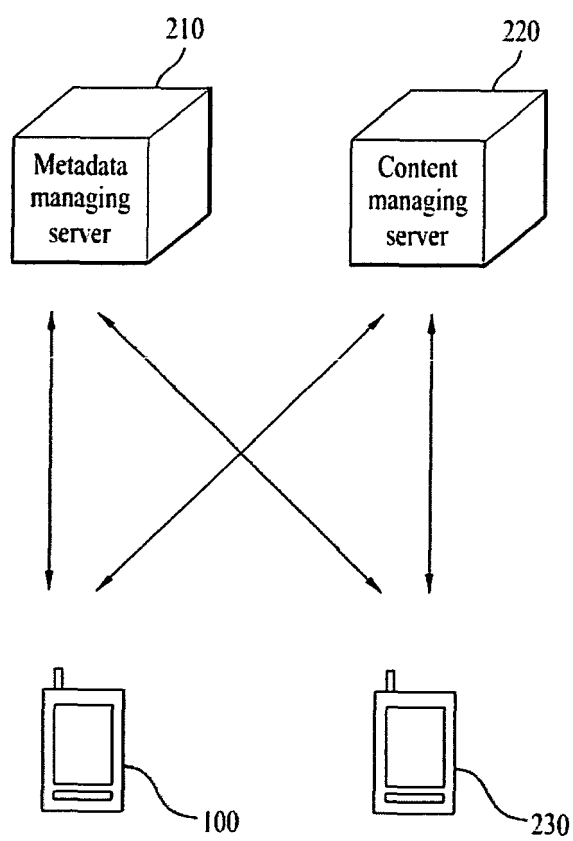 210
220
Metadata
managing
server
Content
managing
server
100
230